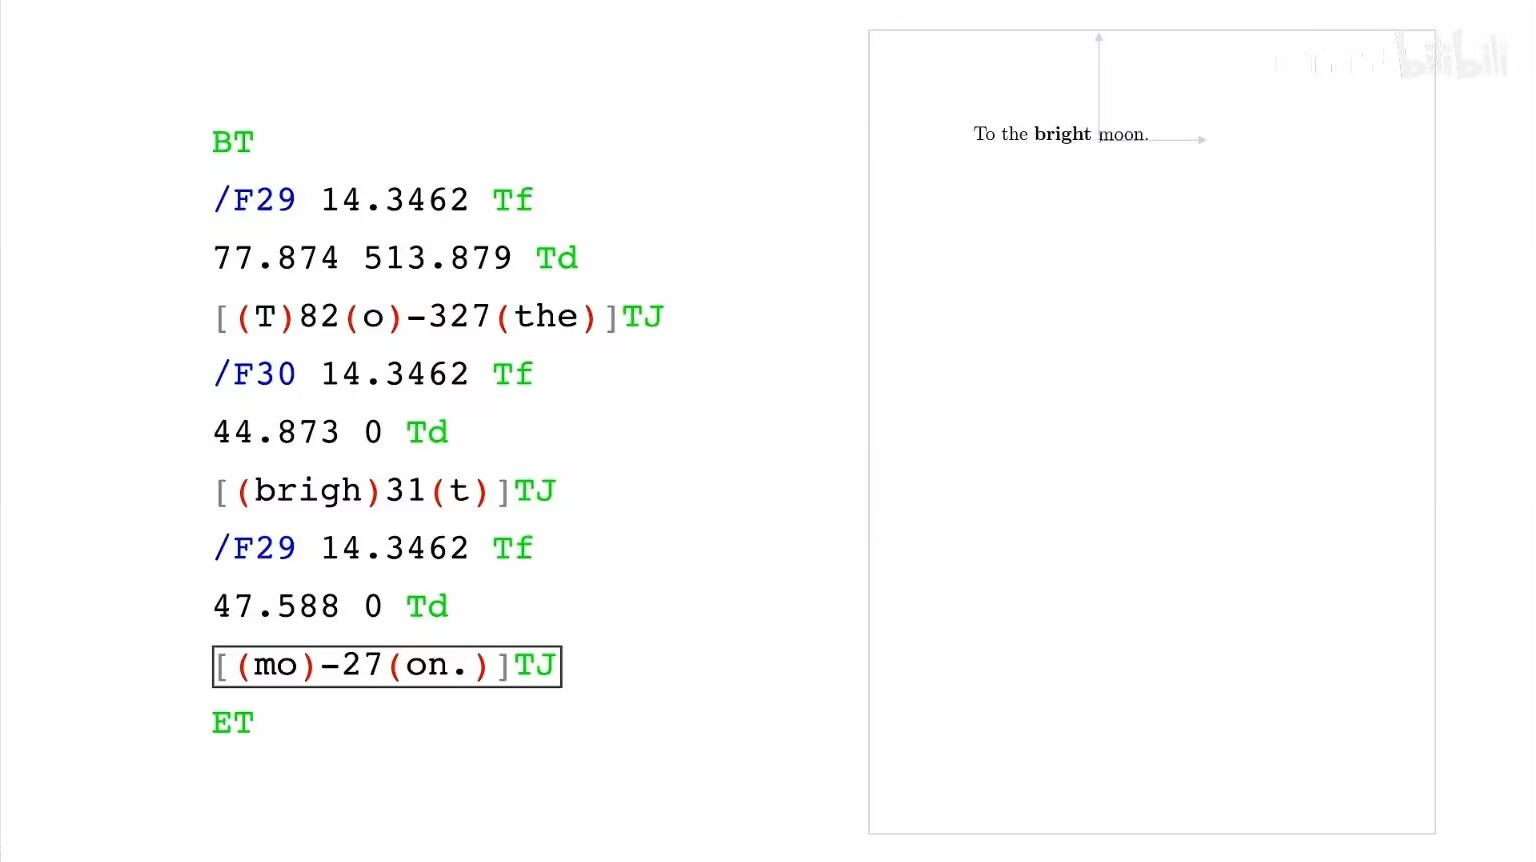 BT
/F29 14.3462 Tf
77.874 513.879 Td
[(T)82(o)-327(the)]TJ
/F30 14.3462 Tf
44.873 0 Td
[(brigh)31(t)]TJ
/F29 14.3462 Tf
47.588 0 Td
[(mo)-27(on.)]TJ
ET
To the bright moon.
bilibili